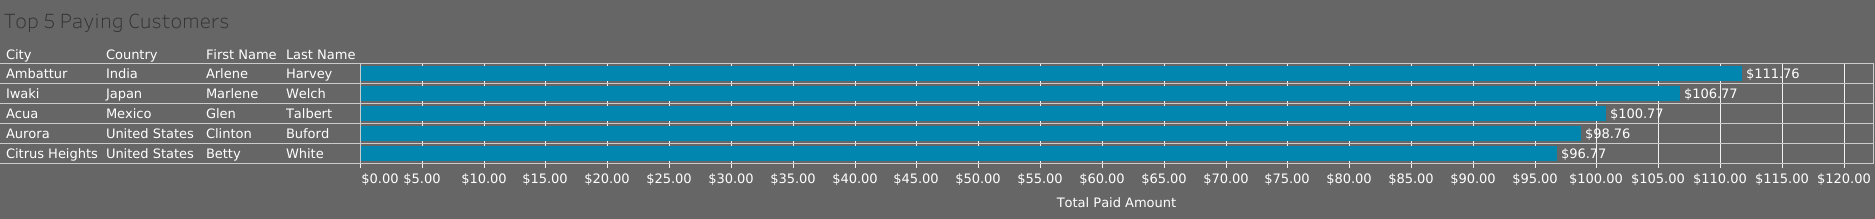 Top 5 Paying Customers
City Country First Name Last Name
Ambattur India Arlene Harvey $111.76
Iwaki Japan Marlene Welch $106.77
Acua Mexico Glen Talbert $100.77
Aurora United States Clinton Buford $98.76
Citrus Heights United States Betty White $96.77
$0.00 $5.00 $10.00 $15.00 $20.00 $25.00 $30.00 $35.00 $40.00 $45.00 $50.00 $55.00 $60.00 $65.00 $70.00 $75.00 $80.00 $85.00 $90.00 $95.00 $100.00 $105.00 $110.00 $115.00 $120.00
Total Paid Amount